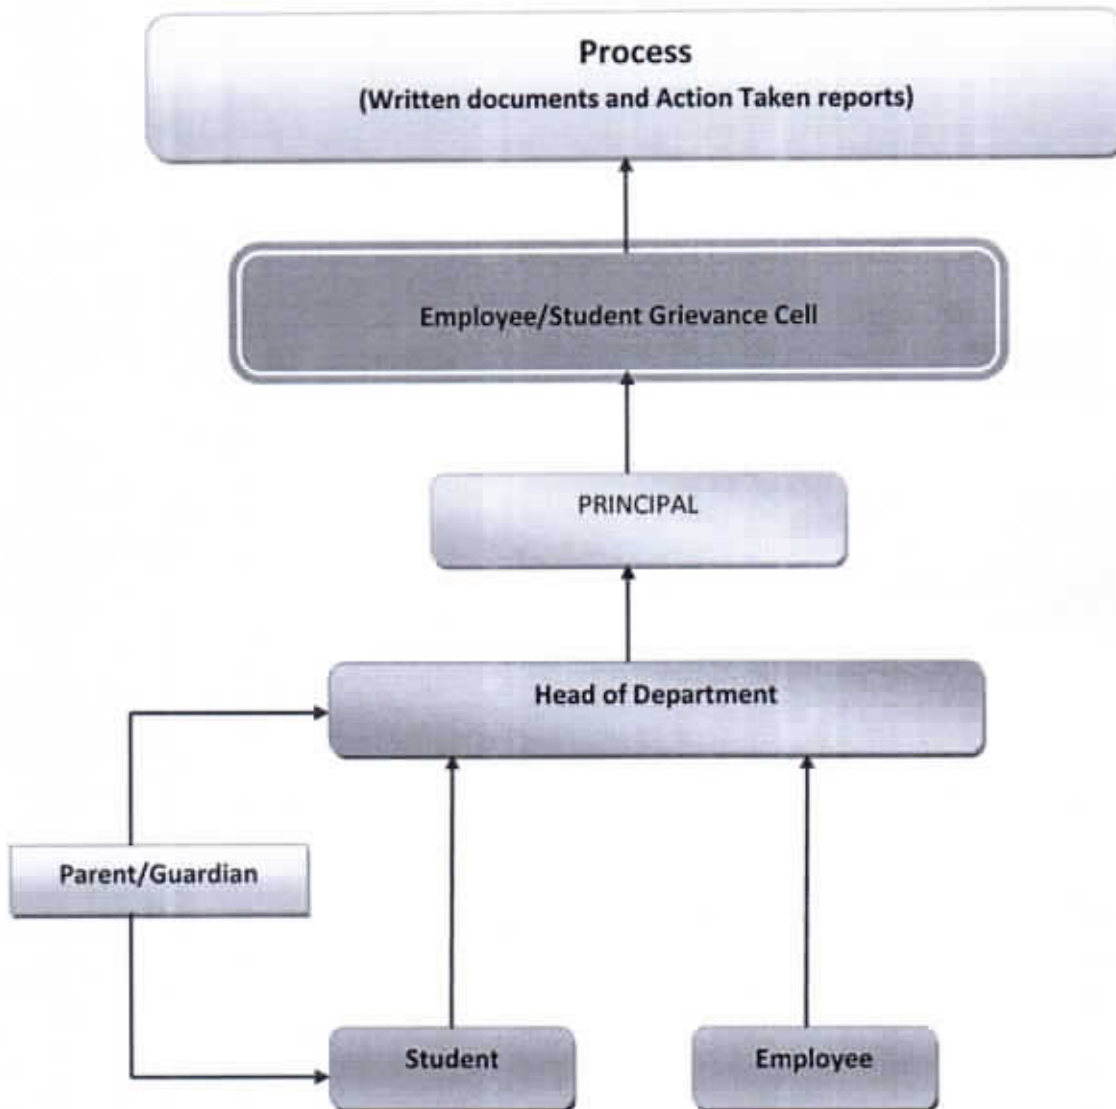 Process
(Written documents and Action Taken reports)
Employee/Student Grievance Cell
PRINCIPAL
Head of Department
Parent/Guardian
Student
Employee